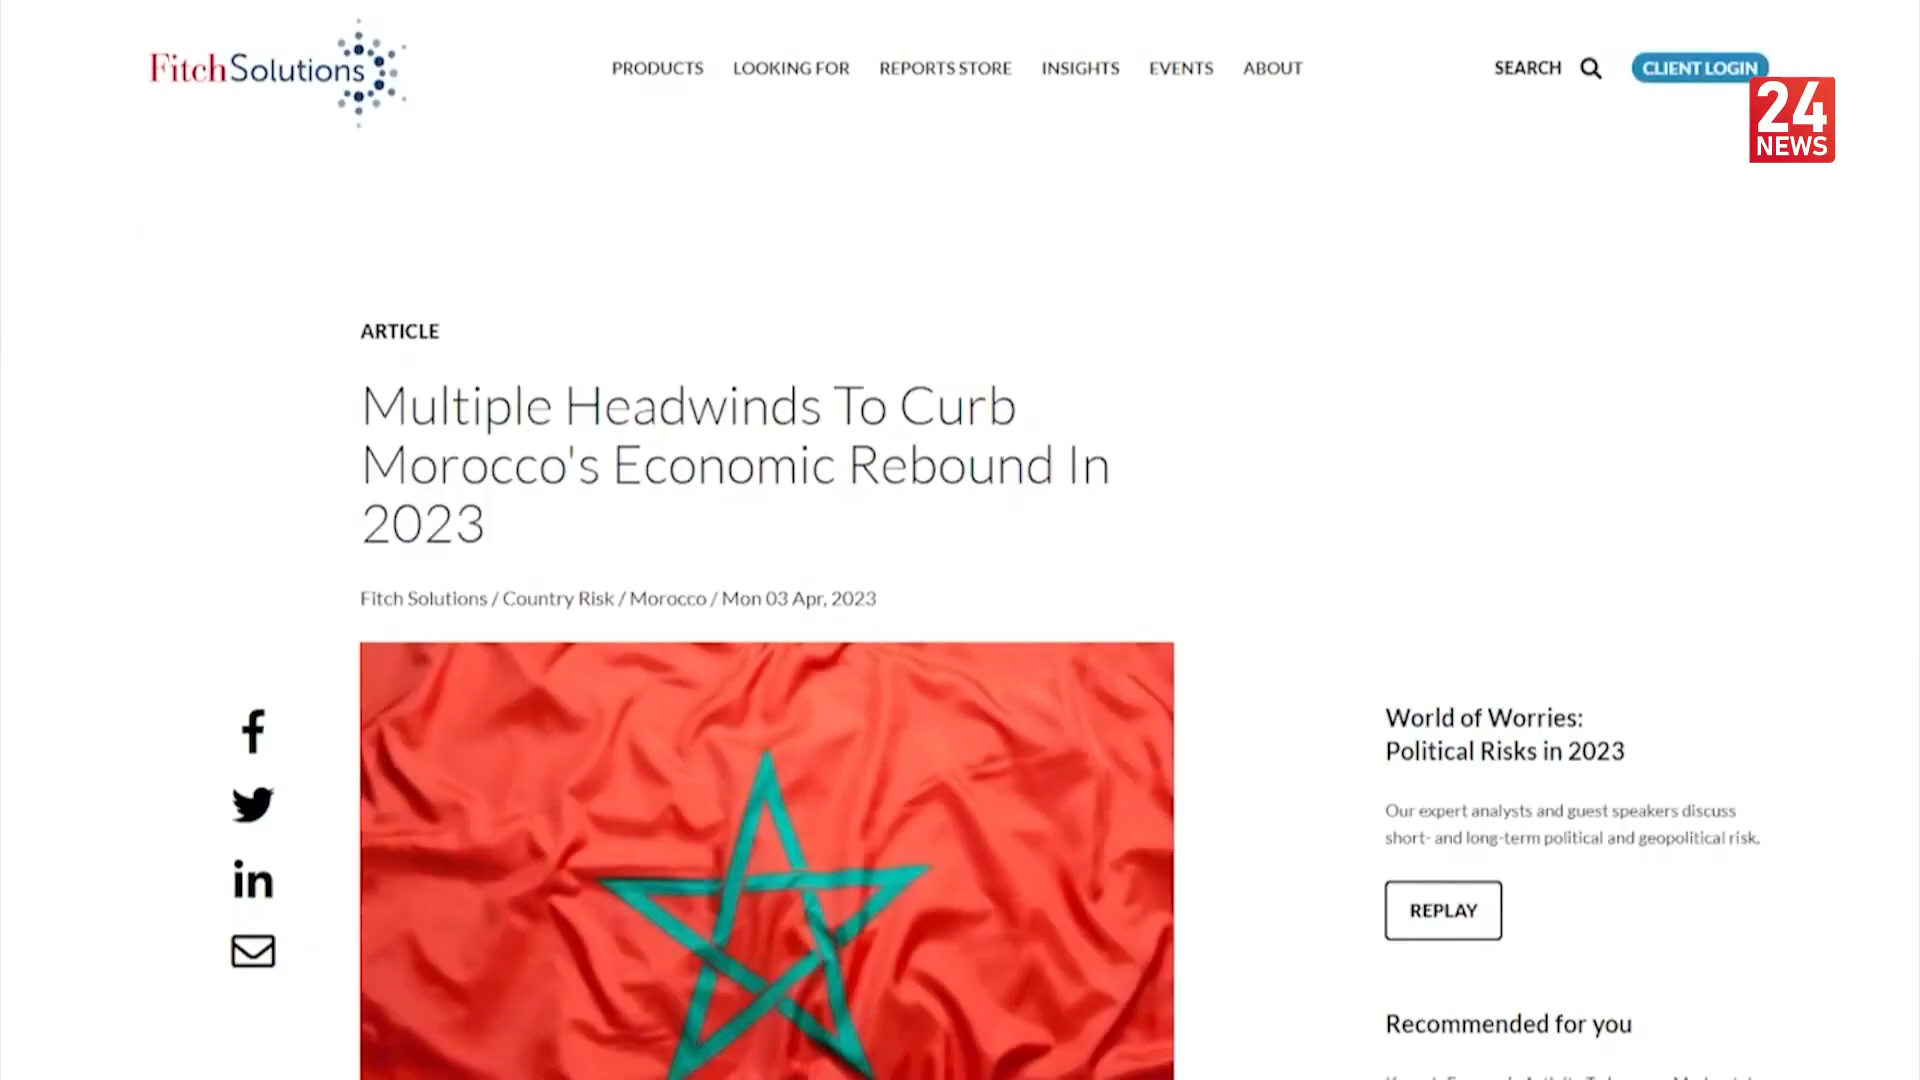 FitchSolutions
PRODUCTS LOOKING FOR REPORTS STORE INSIGHTS EVENTS ABOUT
SEARCH CLIENT LOGIN
24
NEWS
ARTICLE
Multiple Headwinds To Curb
Morocco's Economic Rebound In
2023
Fitch Solutions / Country Risk / Morocco / Mon 03 Apr, 2023
World of Worries:
Political Risks in 2023
Our expert analysts and guest speakers discuss
short- and long-term political and geopolitical risk.
REPLAY
Recommended for you